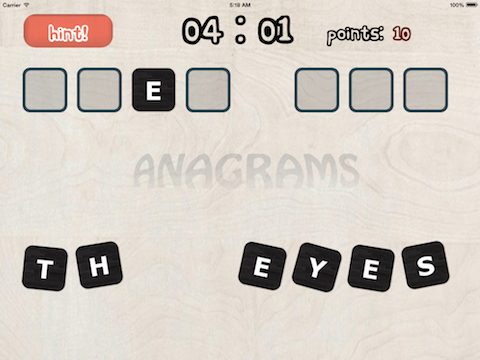 Carrier 5:18 AM 100%
hint! 04:01 points: 10
E
ANAGRAMS
T H E Y E S